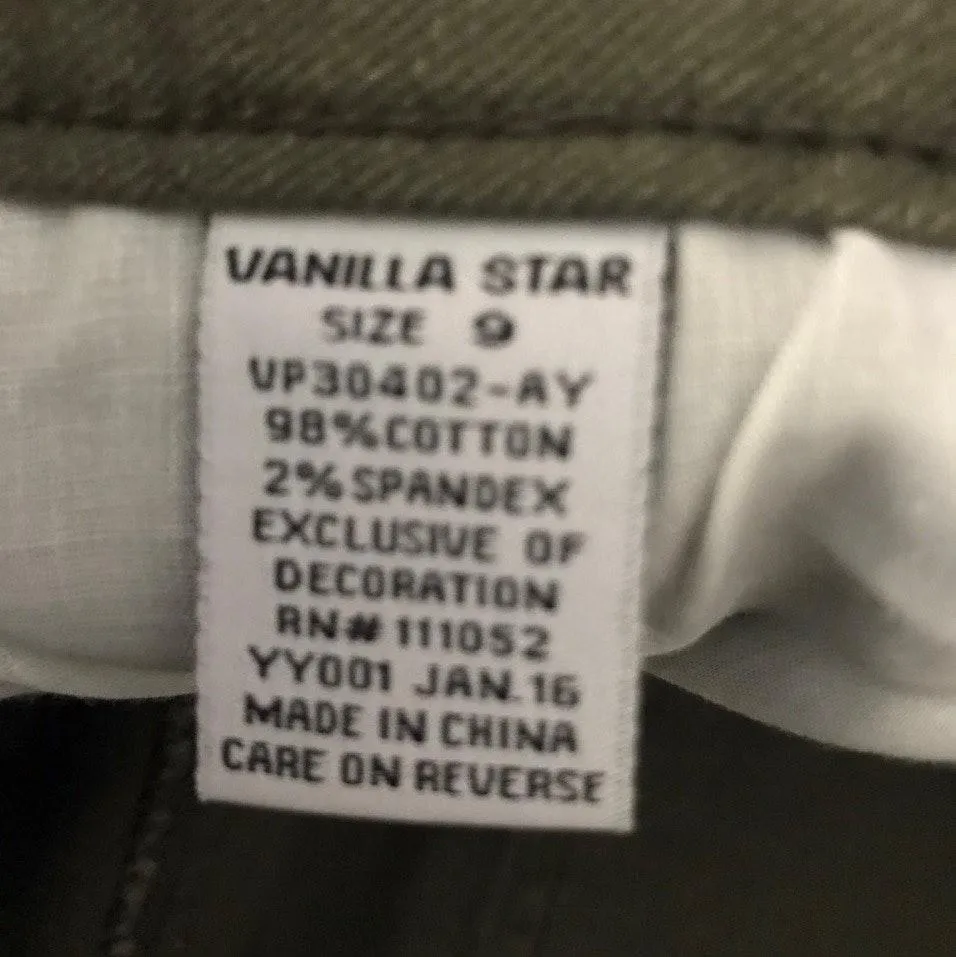 VANILLA STAR
SIZE 9
VP30402-AY
98%COTTON
2%SPANDEX
EXCLUSIVE OF
DECORATION
RN#111052
YY001 JAN.16
MADE IN CHINA
CARE ON REVERSE